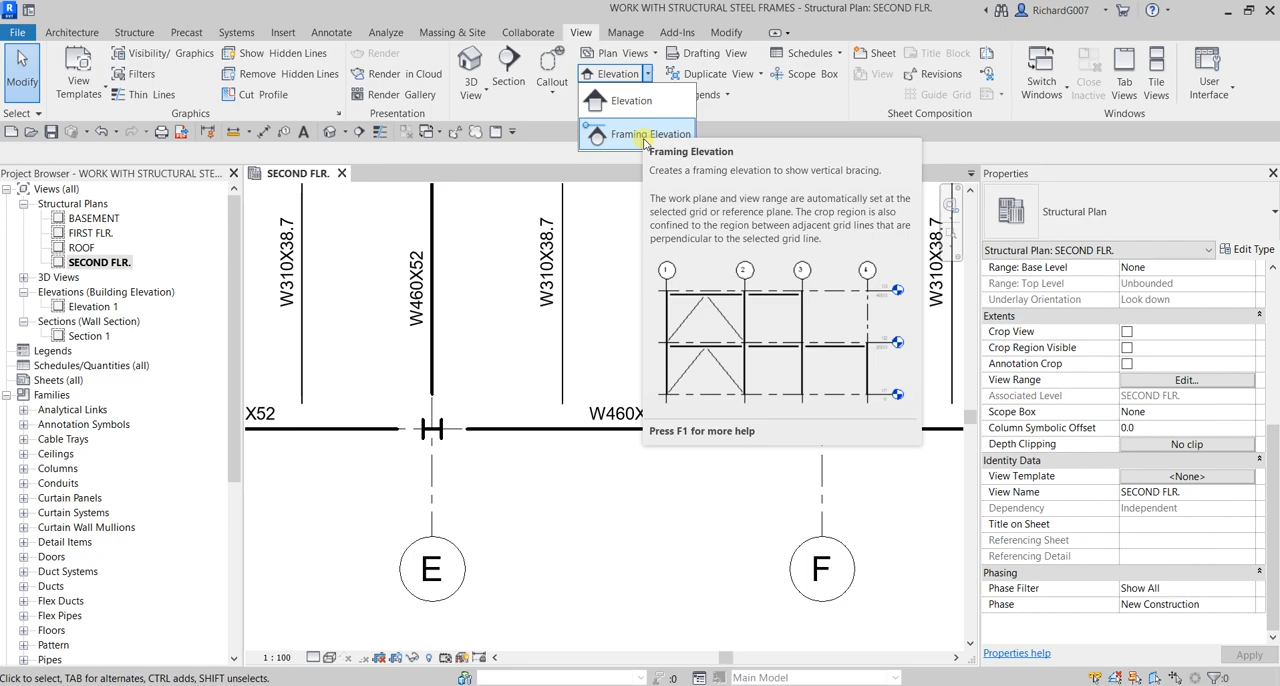 WORK WITH STRUCTURAL STEEL FRAMES - Structural Plan: SECOND FLR.
RichardG007
File Architecture Structure Precast Systems Insert Annotate Analyze Massing & Site Collaborate View Manage Add-Ins Modify
Modify
View
Templates
Visibility/ Graphics
Filters
Thin Lines
Show Hidden Lines
Remove Hidden Lines
Cut Profile
Render
Render in Cloud
Render Gallery
3D
View
Section
Callout
Plan Views
Elevation
Drafting View
Duplicate View
gends
Schedules
Scope Box
Sheet
View
Title Block
Revisions
Guide Grid
Switch
Windows
Close
Inactive
Tab
Views
Tile
Views
User
Interface
Select
Graphics
Presentation
Sheet Composition
Windows
Elevation
Framing Elevation
Framing Elevation
Creates a framing elevation to show vertical bracing.
The work plane and view range are automatically set at the
selected grid or reference plane. The crop region is also
confined to the region between adjacent grid lines that are
perpendicular to the selected grid line.
1 2 3 4
Press F1 for more help
Project Browser - WORK WITH STRUCTURAL STE...
Views (all)
Structural Plans
BASEMENT
FIRST FLR.
ROOF
SECOND FLR.
3D Views
Elevations (Building Elevation)
Elevation 1
Sections (Wall Section)
Section 1
Legends
Schedules/Quantities (all)
Sheets (all)
Families
Analytical Links
Annotation Symbols
Cable Trays
Ceilings
Columns
Conduits
Curtain Panels
Curtain Systems
Curtain Wall Mullions
Detail Items
Doors
Duct Systems
Ducts
Flex Ducts
Flex Pipes
Floors
Pattern
Pipes
SECOND FLR.
W310X38.7
W460X52
W310X38.7
W310X38.7
X52
W460X
E
F
1 : 100
Properties
Structural Plan
Structural Plan: SECOND FLR.
Edit Type
Range: Base Level None
Range: Top Level Unbounded
Underlay Orientation Look down
Extents
Crop View
Crop Region Visible
Annotation Crop
View Range Edit...
Associated Level SECOND FLR.
Scope Box None
Column Symbolic Offset 0.0
Depth Clipping No clip
Identity Data
View Template <None>
View Name SECOND FLR.
Dependency Independent
Title on Sheet
Referencing Sheet
Referencing Detail
Phasing
Phase Filter Show All
Phase New Construction
Properties help
Apply
Click to select, TAB for alternates, CTRL adds, SHIFT unselects.
:0
Main Model
:0